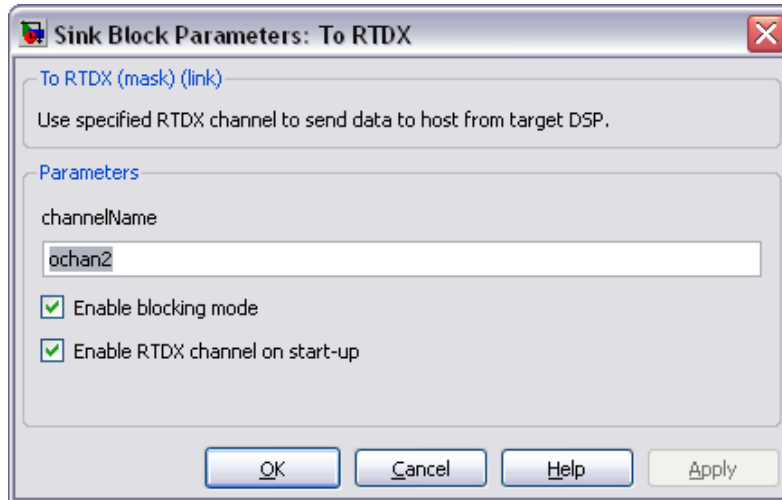 Sink Block Parameters: To RTDX
To RTDX (mask) (link)
Use specified RTDX channel to send data to host from target DSP.
Parameters
channelName
ochan2
Enable blocking mode
Enable RTDX channel on start-up
OK Cancel Help Apply